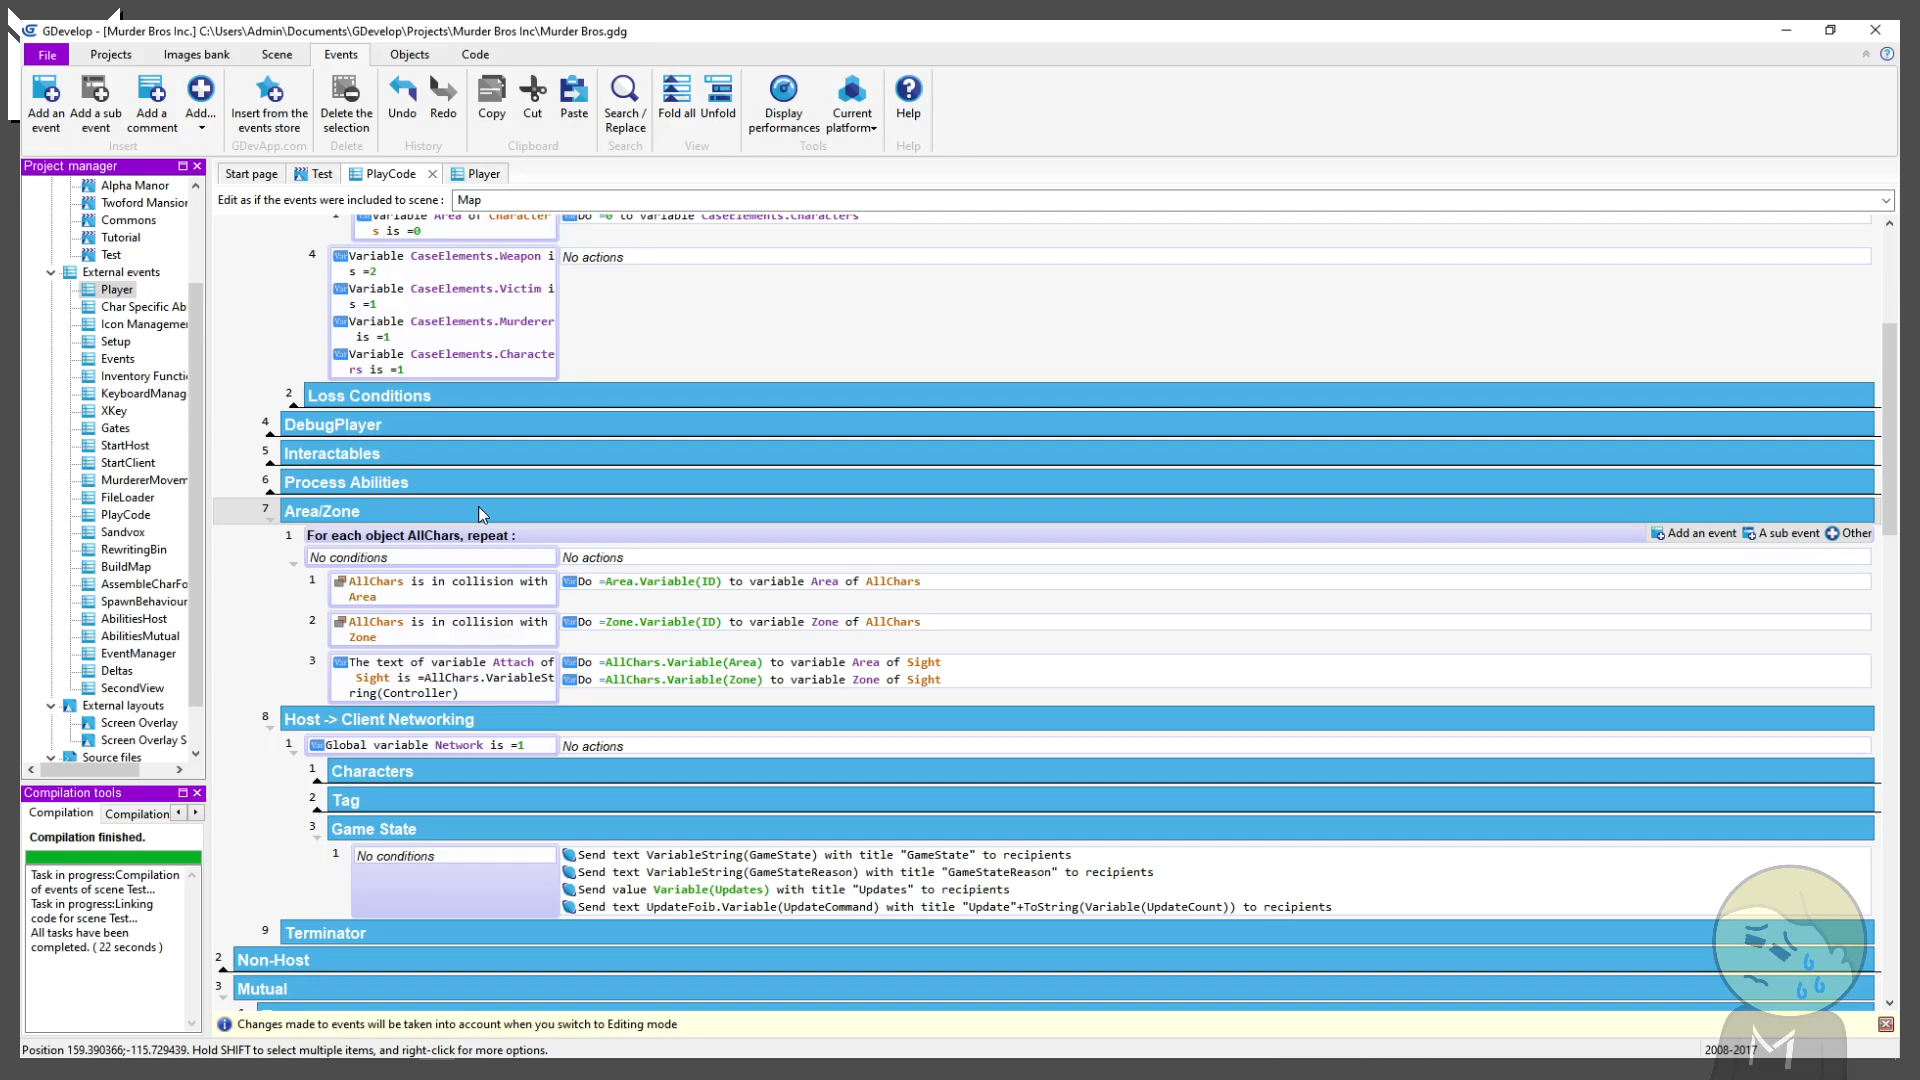 GDevelop - [Murder Bros Inc.] C:\Users\Admin\Documents\GDevelop\Projects\Murder Bros Inc\Murder Bros.gdg
File Projects Images bank Scene Events Objects Code
Add an event
Add a sub event
Add a comment
Add...
Insert from the events store
Delete the selection
Undo
Redo
Copy
Cut
Paste
Search / Replace
Fold all
Unfold
Display performances
Current platform
Help
Insert GDevApp.com Delete History Clipboard Search View Tools Help
Project manager
Alpha Manor
Twoford Mansion
Commons
Tutorial
Test
External events
Player
Char Specific Ab
Icon Manageme
Setup
Events
Inventory Functi
KeyboardManag
XKey
Gates
StartHost
StartClient
MurdererMovem
FileLoader
PlayCode
Sandvox
RewritingBin
BuildMap
AssembleCharFo
SpawnBehaviour
AbilitiesHost
AbilitiesMutual
EventManager
Deltas
SecondView
External layouts
Screen Overlay
Screen Overlay S
Source files
Compilation tools
Compilation Compilation
Compilation finished.
Task in progress:Compilation
of events of scene Test...
Task in progress:Linking
code for scene Test...
All tasks have been
completed. ( 22 seconds )
Start page Test PlayCode Player
Edit as if the events were included to scene : Map
1 Variable Area of Character Do =0 to variable CaseElements.Characters
s is =0
4 Variable CaseElements.Weapon i No actions
s =2
Variable CaseElements.Victim i
s =1
Variable CaseElements.Murderer
is =1
Variable CaseElements.Characte
rs is =1
2 Loss Conditions
4 DebugPlayer
5 Interactables
6 Process Abilities
7 Area/Zone
1 For each object AllChars, repeat : Add an event A sub event Other
No conditions No actions
1 AllChars is in collision with Do =Area.Variable(ID) to variable Area of AllChars
Area
2 AllChars is in collision with Do =Zone.Variable(ID) to variable Zone of AllChars
Zone
3 The text of variable Attach of Do =AllChars.Variable(Area) to variable Area of Sight
Sight is =AllChars.VariableSt Do =AllChars.Variable(Zone) to variable Zone of Sight
ring(Controller)
8 Host -> Client Networking
1 Global variable Network is =1 No actions
1 Characters
2 Tag
3 Game State
1 No conditions Send text VariableString(GameState) with title "GameState" to recipients
Send text VariableString(GameStateReason) with title "GameStateReason" to recipients
Send value Variable(Updates) with title "Updates" to recipients
Send text UpdateFoib.Variable(UpdateCommand) with title "Update"+ToString(Variable(UpdateCount)) to recipients
9 Terminator
2 Non-Host
3 Mutual
Changes made to events will be taken into account when you switch to Editing mode
Position 159.390366;-115.729439. Hold SHIFT to select multiple items, and right-click for more options.
2008-2017